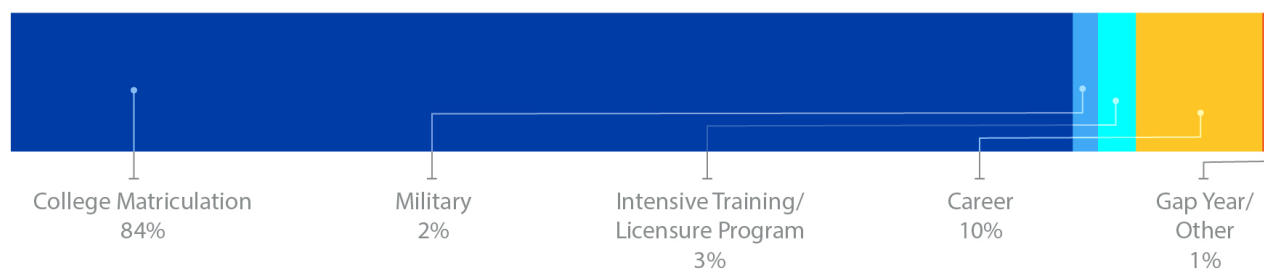 College Matriculation
84%
Military
2%
Intensive Training/
Licensure Program
3%
Career
10%
Gap Year/
Other
1%